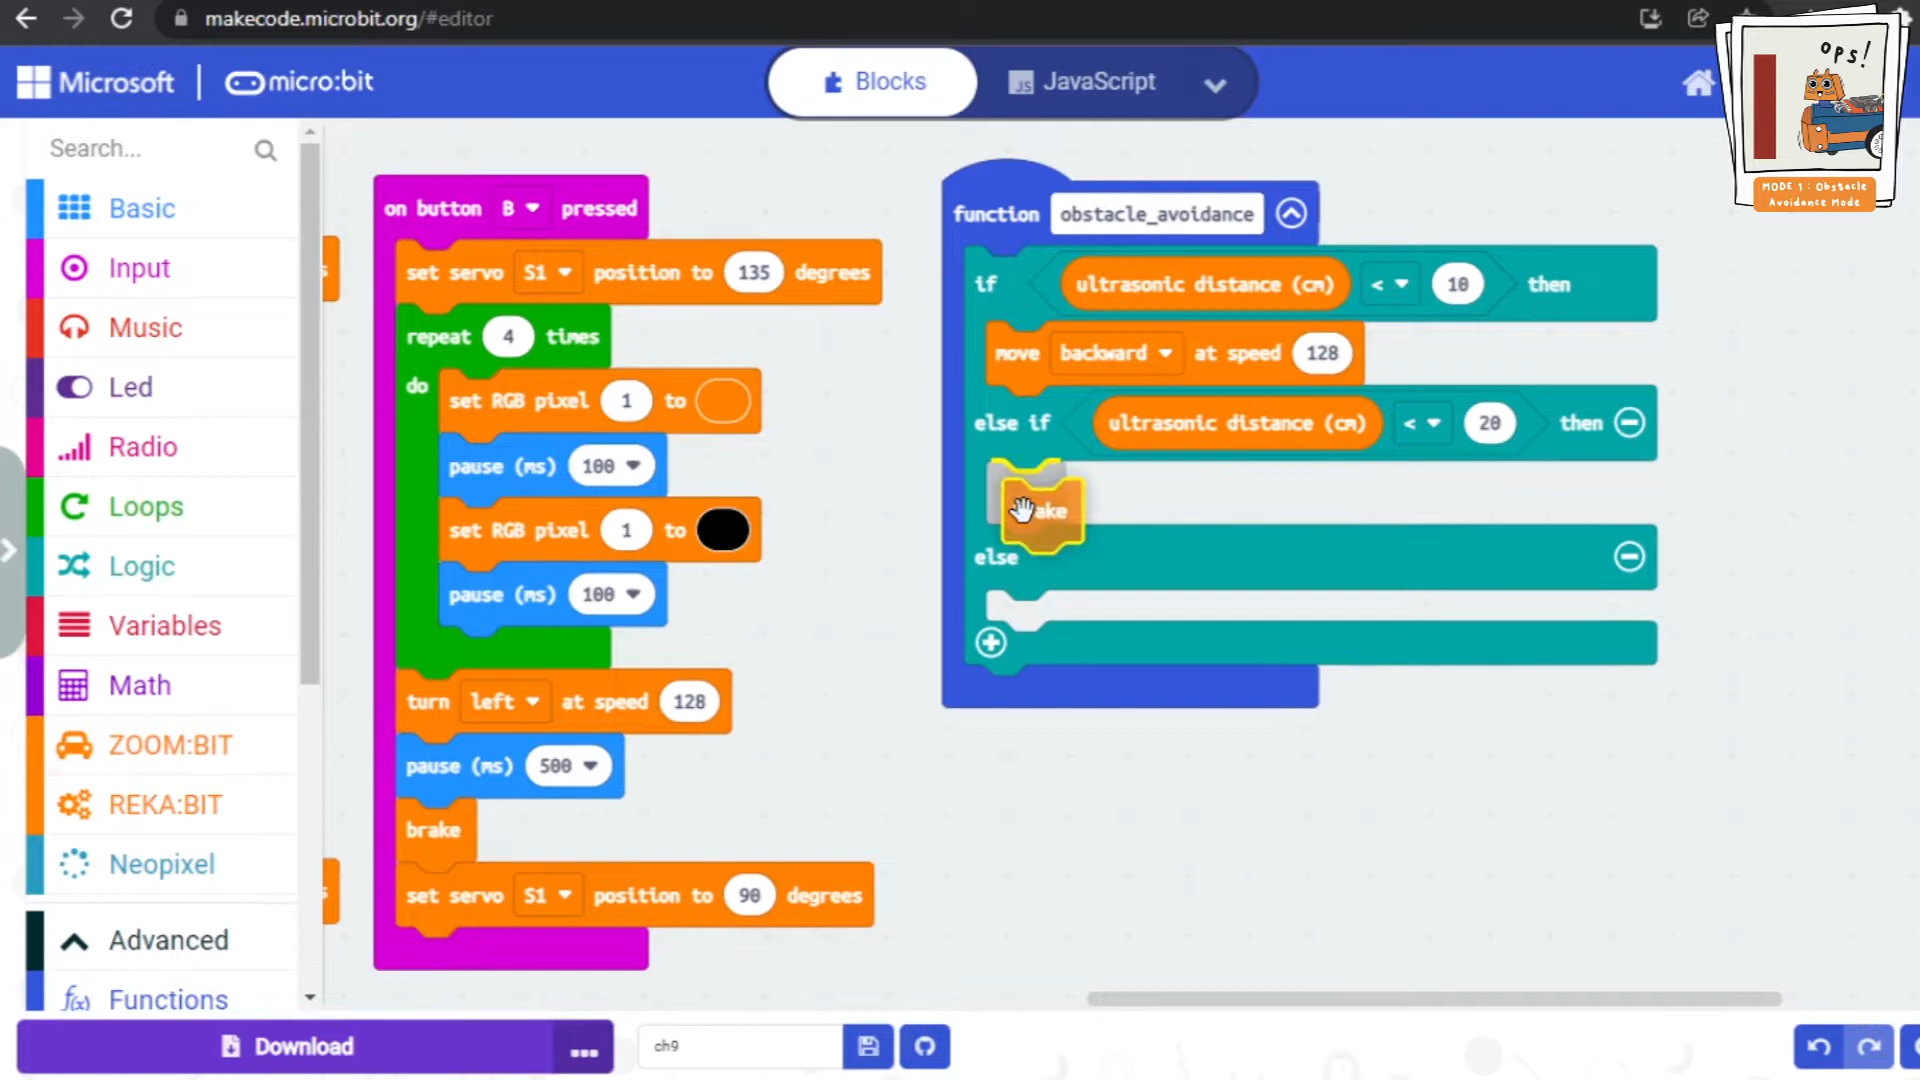 makecode.microbit.org/#editor
Microsoft | micro:bit
Blocks
JS JavaScript
ops!
MODE 1 : Obstacle
Avoidance Mode
Search...
Basic
Input
Music
Led
Radio
Loops
Logic
Variables
Math
ZOOM:BIT
REKA:BIT
Neopixel
Advanced
f(x) Functions
on button B pressed
set servo S1 position to 135 degrees
repeat 4 times
do
set RGB pixel 1 to
pause (ms) 100
set RGB pixel 1 to
pause (ms) 100
turn left at speed 128
pause (ms) 500
brake
set servo S1 position to 90 degrees
function obstacle_avoidance
if ultrasonic distance (cm) < 10 then
move backward at speed 128
else if ultrasonic distance (cm) < 20 then
ake
else
Download
ch9